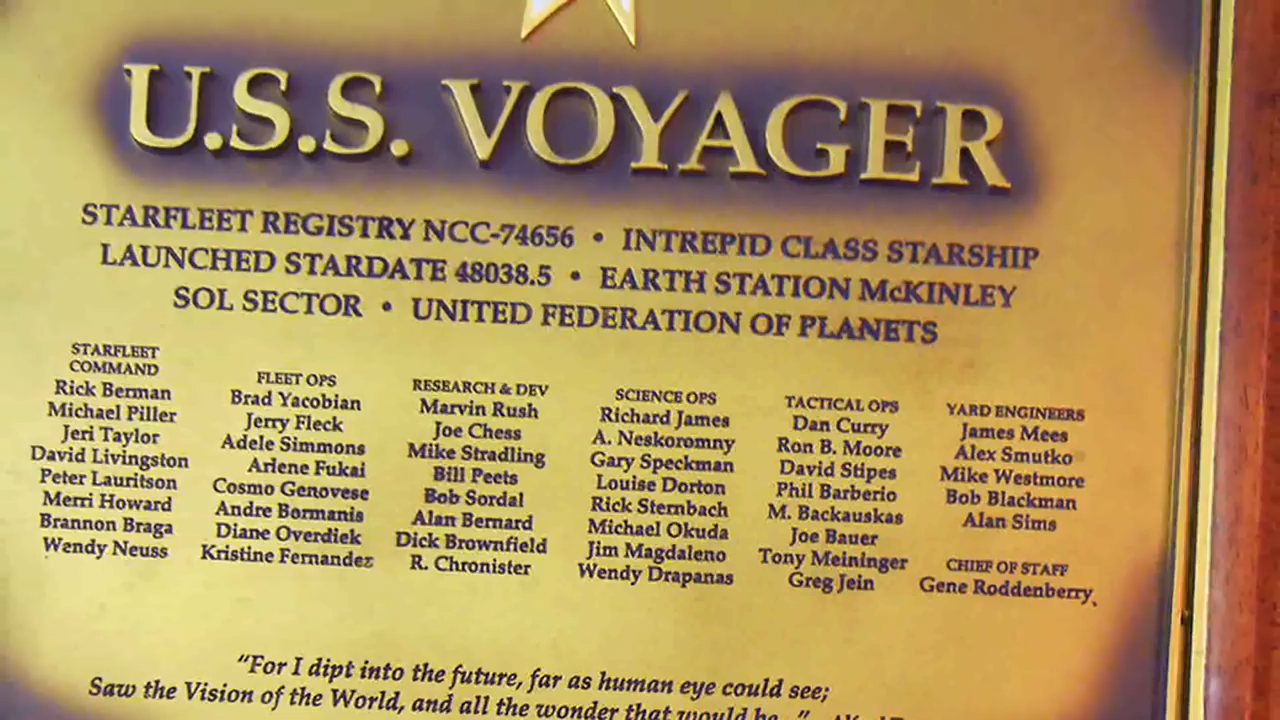 U.S.S. VOYAGER
STARFLEET REGISTRY NCC-74656 • INTREPID CLASS STARSHIP
LAUNCHED STARDATE 48038.5 • EARTH STATION McKINLEY
SOL SECTOR • UNITED FEDERATION OF PLANETS
STARFLEET
COMMAND
Rick Berman
Michael Piller
Jeri Taylor
David Livingston
Peter Lauritson
Merri Howard
Brannon Braga
Wendy Neuss
FLEET OPS
Brad Yacobian
Jerry Fleck
Adele Simmons
Arlene Fukai
Cosmo Genovese
Andre Bormanis
Diane Overdiek
Kristine Fernandez
RESEARCH & DEV
Marvin Rush
Joe Chess
Mike Stradling
Bill Peets
Bob Sordal
Alan Bernard
Dick Brownfield
R. Chronister
SCIENCE OPS
Richard James
A. Neskoromny
Gary Speckman
Louise Dorton
Rick Sternbach
Michael Okuda
Jim Magdaleno
Wendy Drapanas
TACTICAL OPS
Dan Curry
Ron B. Moore
David Stipes
Phil Barberio
M. Backauskas
Joe Bauer
Tony Meininger
Greg Jein
YARD ENGINEERS
James Mees
Alex Smutko
Mike Westmore
Bob Blackman
Alan Sims
CHIEF OF STAFF
Gene Roddenberry
"For I dipt into the future, far as human eye could see;
Saw the Vision of the World, and all the wonder that would be